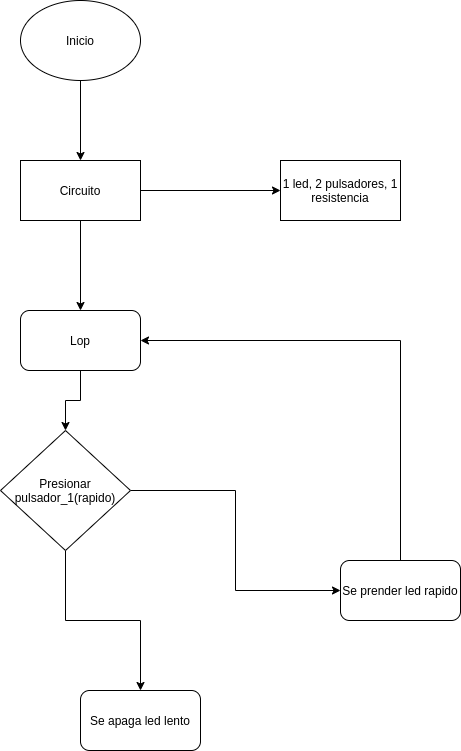 Inicio
Circuito
1 led, 2 pulsadores, 1
resistencia
Lop
Presionar
pulsador_1(rapido)
Se prender led rapido
Se apaga led lento